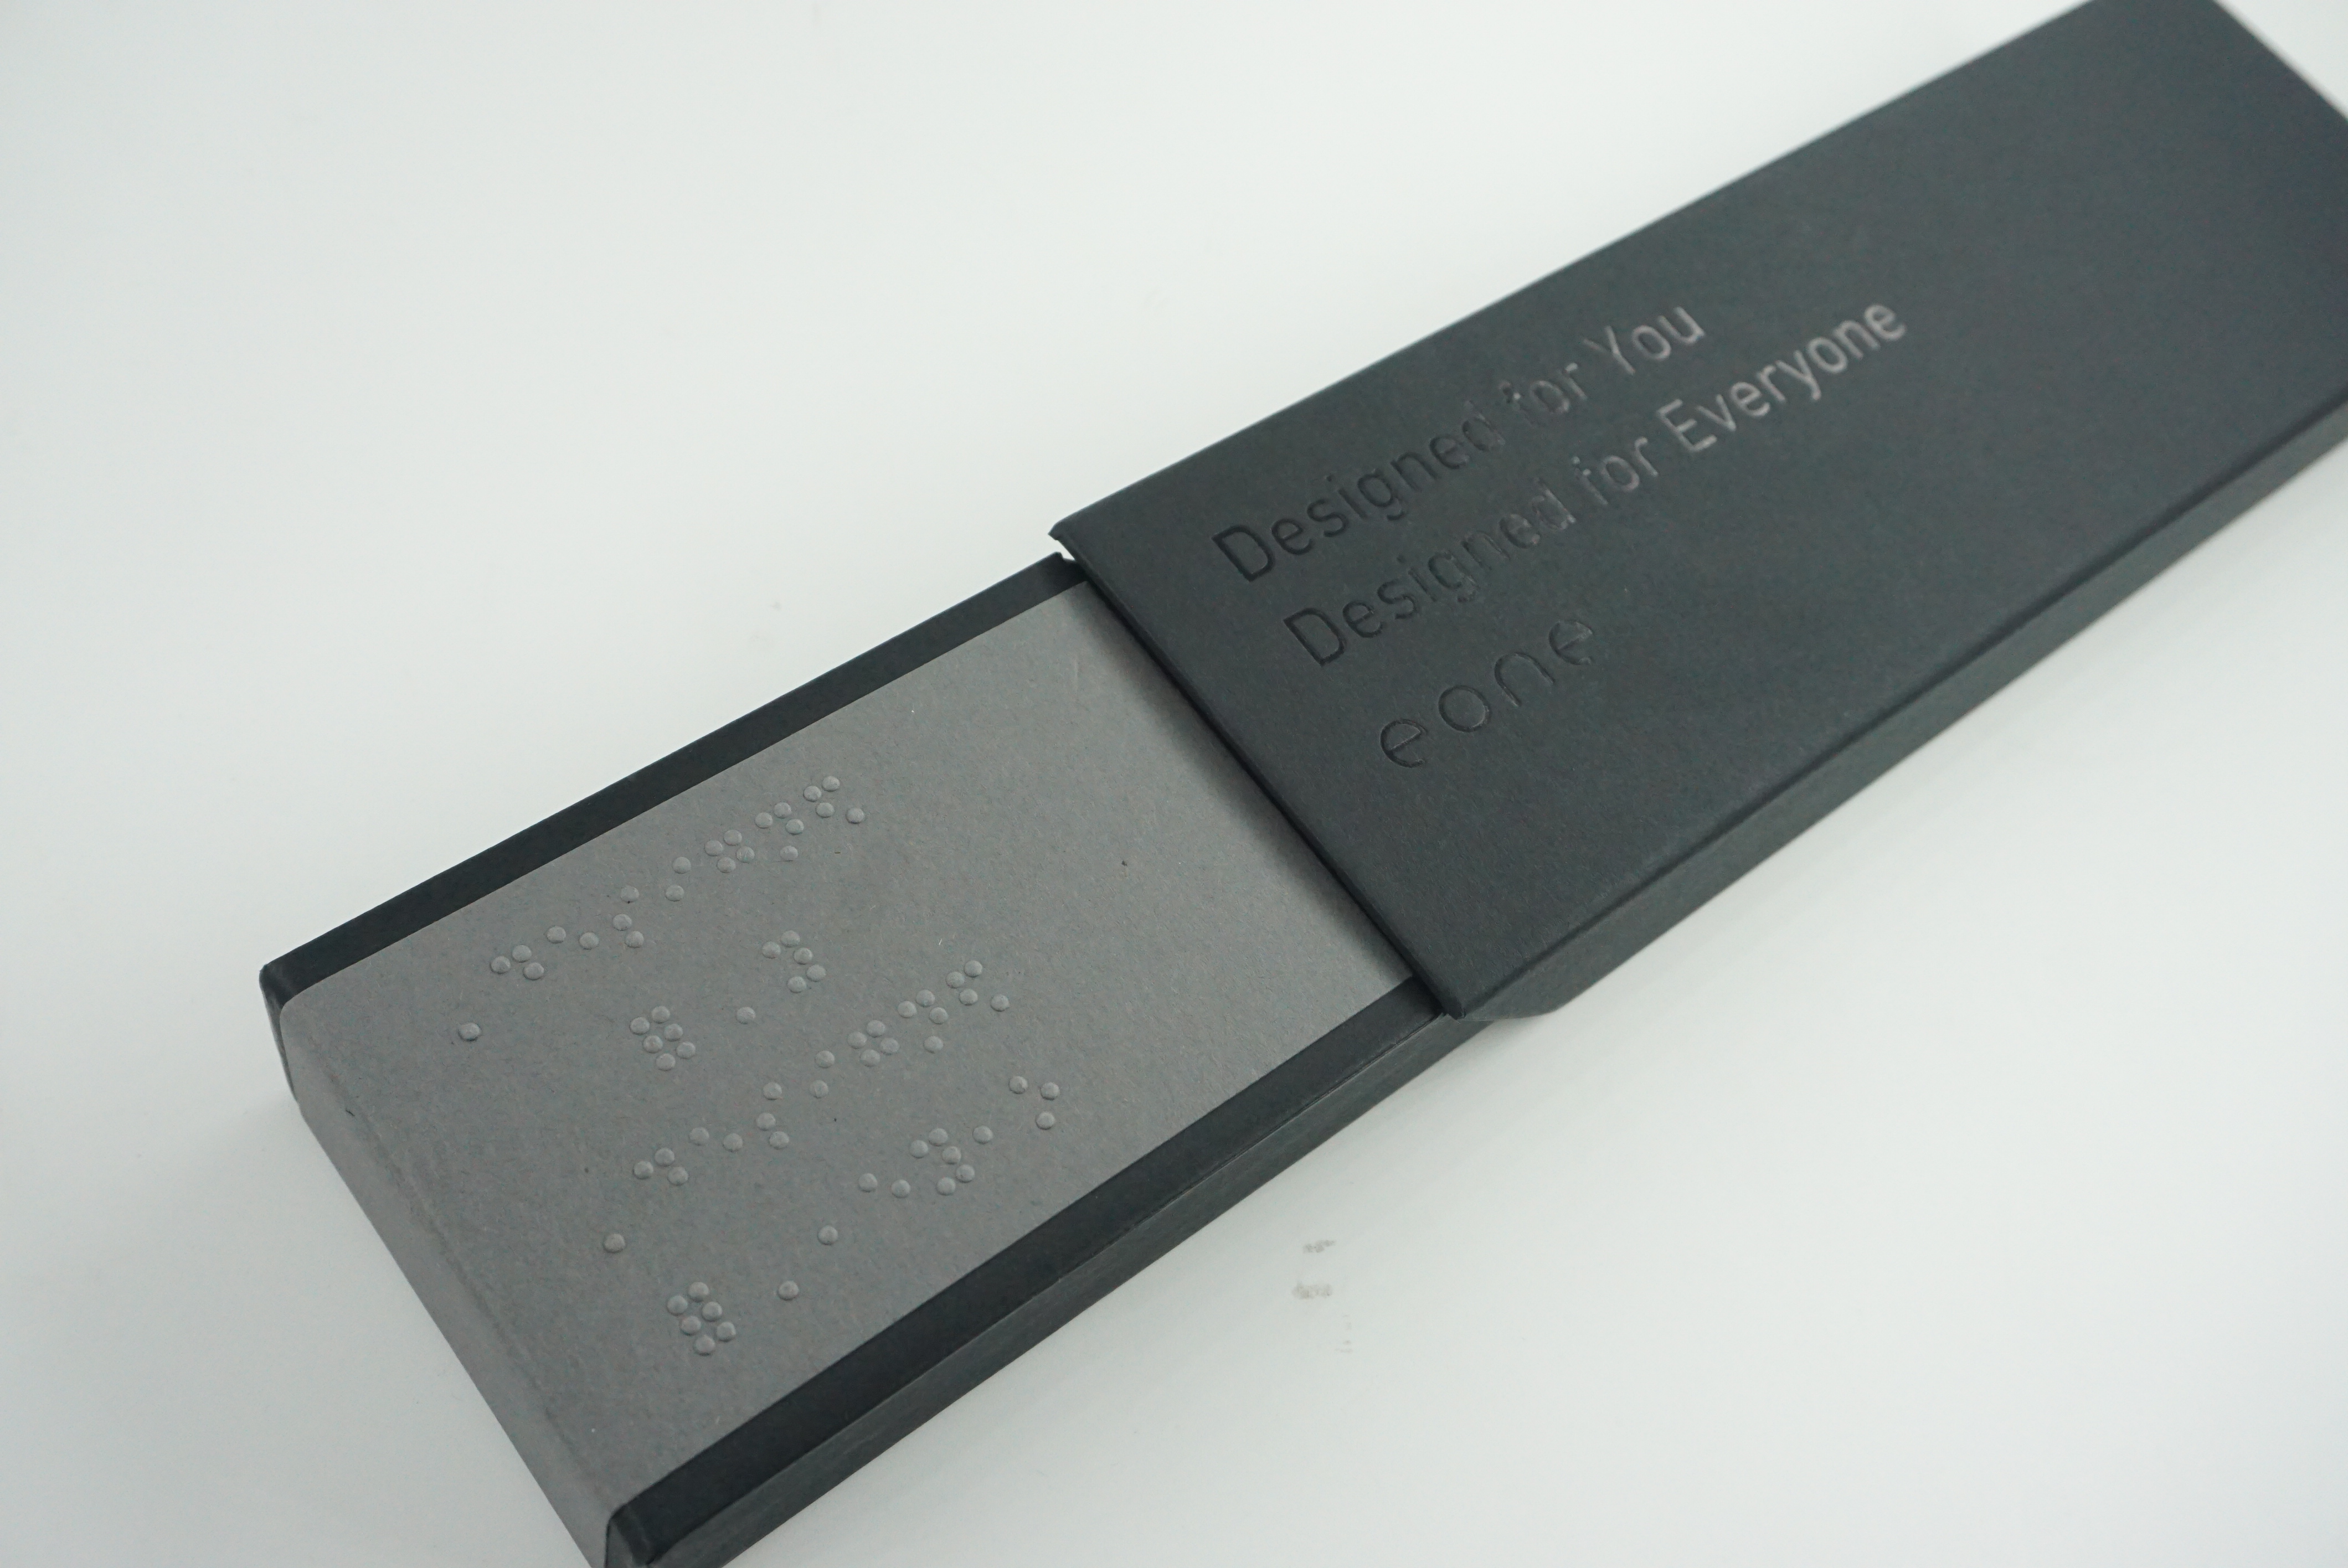 Designed for You
Designed for Everyone
eone
⠠⠙⠑⠎⠊⠛⠝⠫
⠿ ⠠⠽
⠠⠙⠑⠎⠊⠛⠝⠫
⠿ ⠠⠐⠑⠽⠐⠕